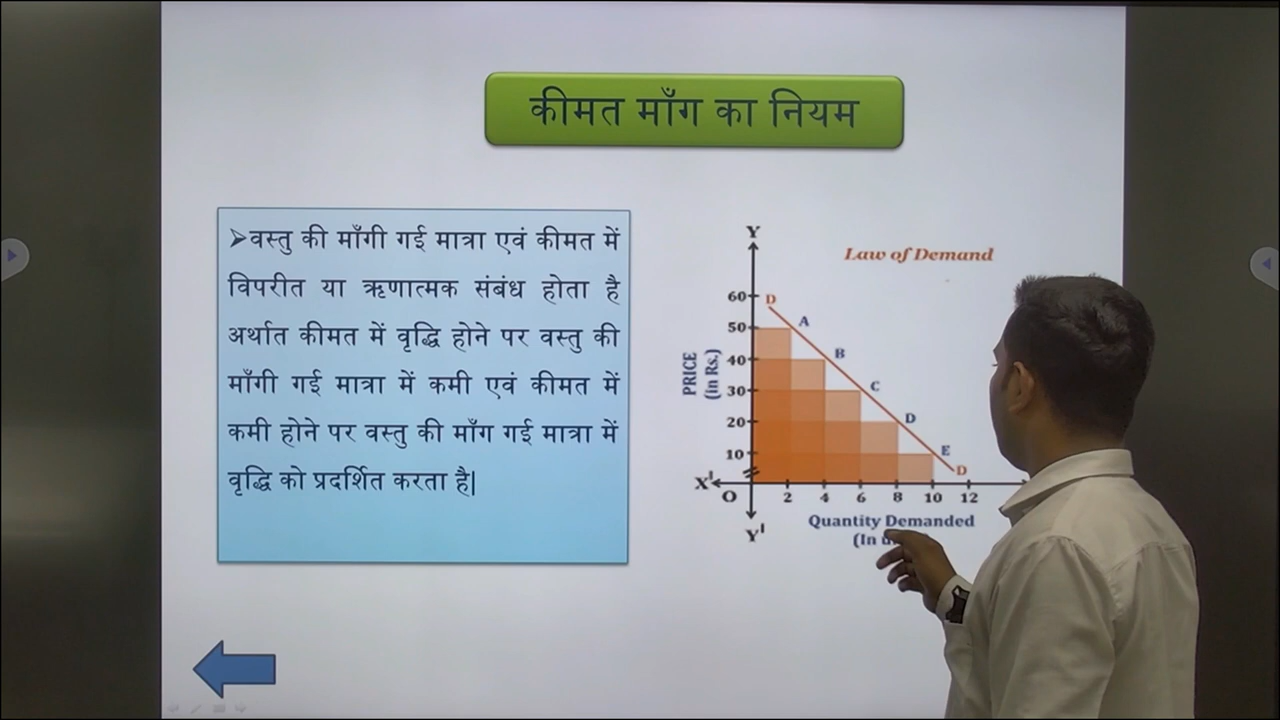 कीमत माँग का नियम
➢वस्तु की माँगी गई मात्रा एवं कीमत में
विपरीत या ऋणात्मक संबंध होता है
अर्थात कीमत में वृद्धि होने पर वस्तु की
माँगी गई मात्रा में कमी एवं कीमत में
कमी होने पर वस्तु की माँग गई मात्रा में
वृद्धि को प्रदर्शित करता है|
Law of Demand
Y
60
50
40
30
20
10
PRICE
(in Rs.)
D
A
B
C
D
E
D
X'
O
2 4 6 8 10 12
Y'
Quantity Demanded
(In